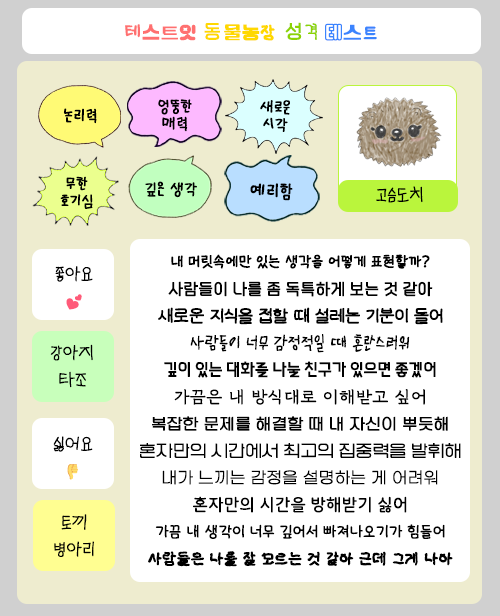 테스트잇 동물농장 성격 테스트
논리력
엉뚱한
매력
새로운
시각
무한
호기심
깊은 생각
예리함
고슴도치
좋아요
강아지
타조
싫어요
토끼
병아리
내 머릿속에만 있는 생각을 어떻게 표현할까?
사람들이 나를 좀 독특하게 보는 것 같아
새로운 지식을 접할 때 설레는 기분이 들어
사람들이 너무 감정적일 때 혼란스러워
깊이 있는 대화를 나눌 친구가 있으면 좋겠어
가끔은 내 방식대로 이해받고 싶어
복잡한 문제를 해결할 때 내 자신이 뿌듯해
혼자만의 시간에서 최고의 집중력을 발휘해
내가 느끼는 감정을 설명하는 게 어려워
혼자만의 시간을 방해받기 싫어
가끔 내 생각이 너무 깊어서 빠져나오기가 힘들어
사람들은 나를 잘 모르는 것 같아 근데 그게 나아